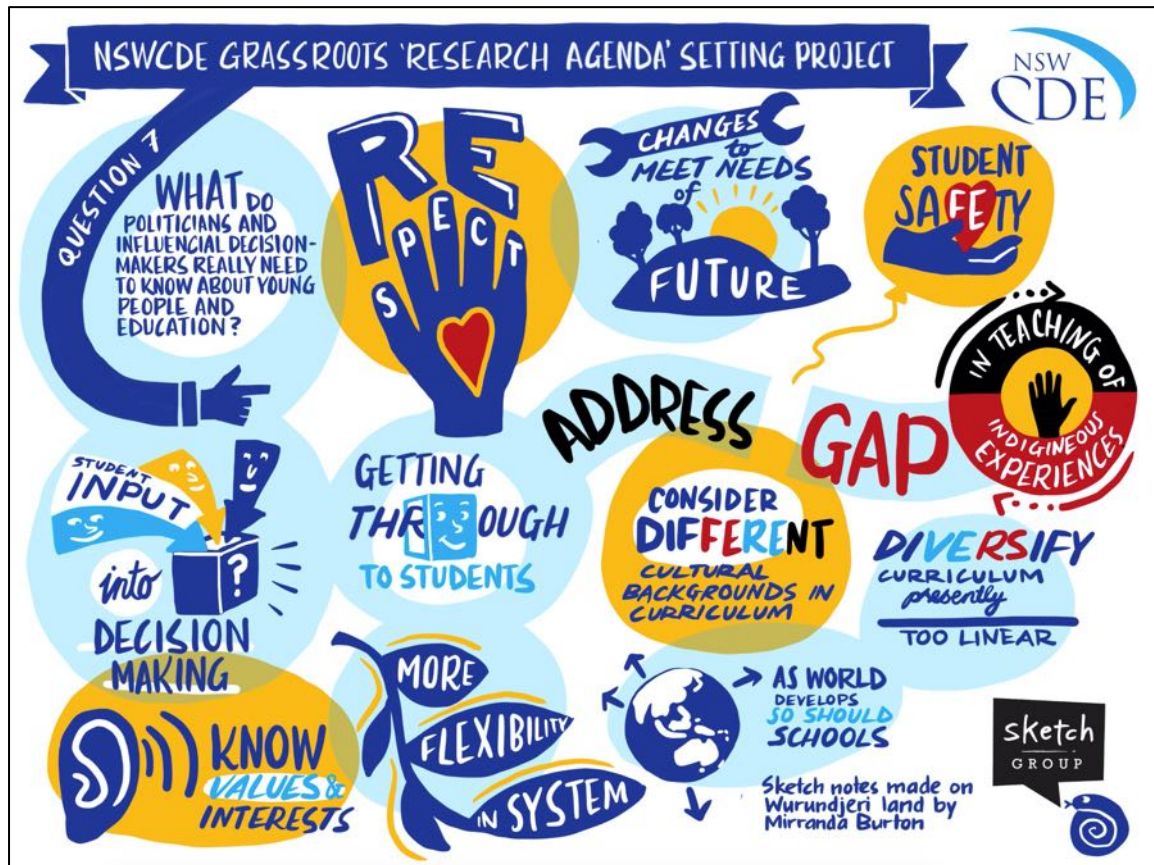 NSWCDE GRASSROOTS 'RESEARCH AGENDA' SETTING PROJECT
NSW
CDE
QUESTION 7
WHAT DO
POLITICIANS AND
INFLUENTIAL DECISION-
MAKERS REALLY NEED
TO KNOW ABOUT YOUNG
PEOPLE AND
EDUCATION?
RE
SPECT
CHANGES
to
MEET NEEDS
of
FUTURE
STUDENT
SAFETY
ADDRESS
GAP
IN TEACHING OF
INDIGINEOUS
EXPERIENCES
STUDENT
INPUT
into
?
DECISION
MAKING
GETTING
THROUGH
TO STUDENTS
CONSIDER
DIFFERENT
CULTURAL
BACKGROUNDS IN
CURRICULUM
DIVERSIFY
CURRICULUM
presently
TOO LINEAR
KNOW
VALUES &
INTERESTS
MORE
FLEXIBILITY
IN SYSTEM
AS WORLD
DEVELOPS
SO SHOULD
SCHOOLS
Sketch notes made on
Wurundjeri land by
Mirranda Burton
sketch
GROUP